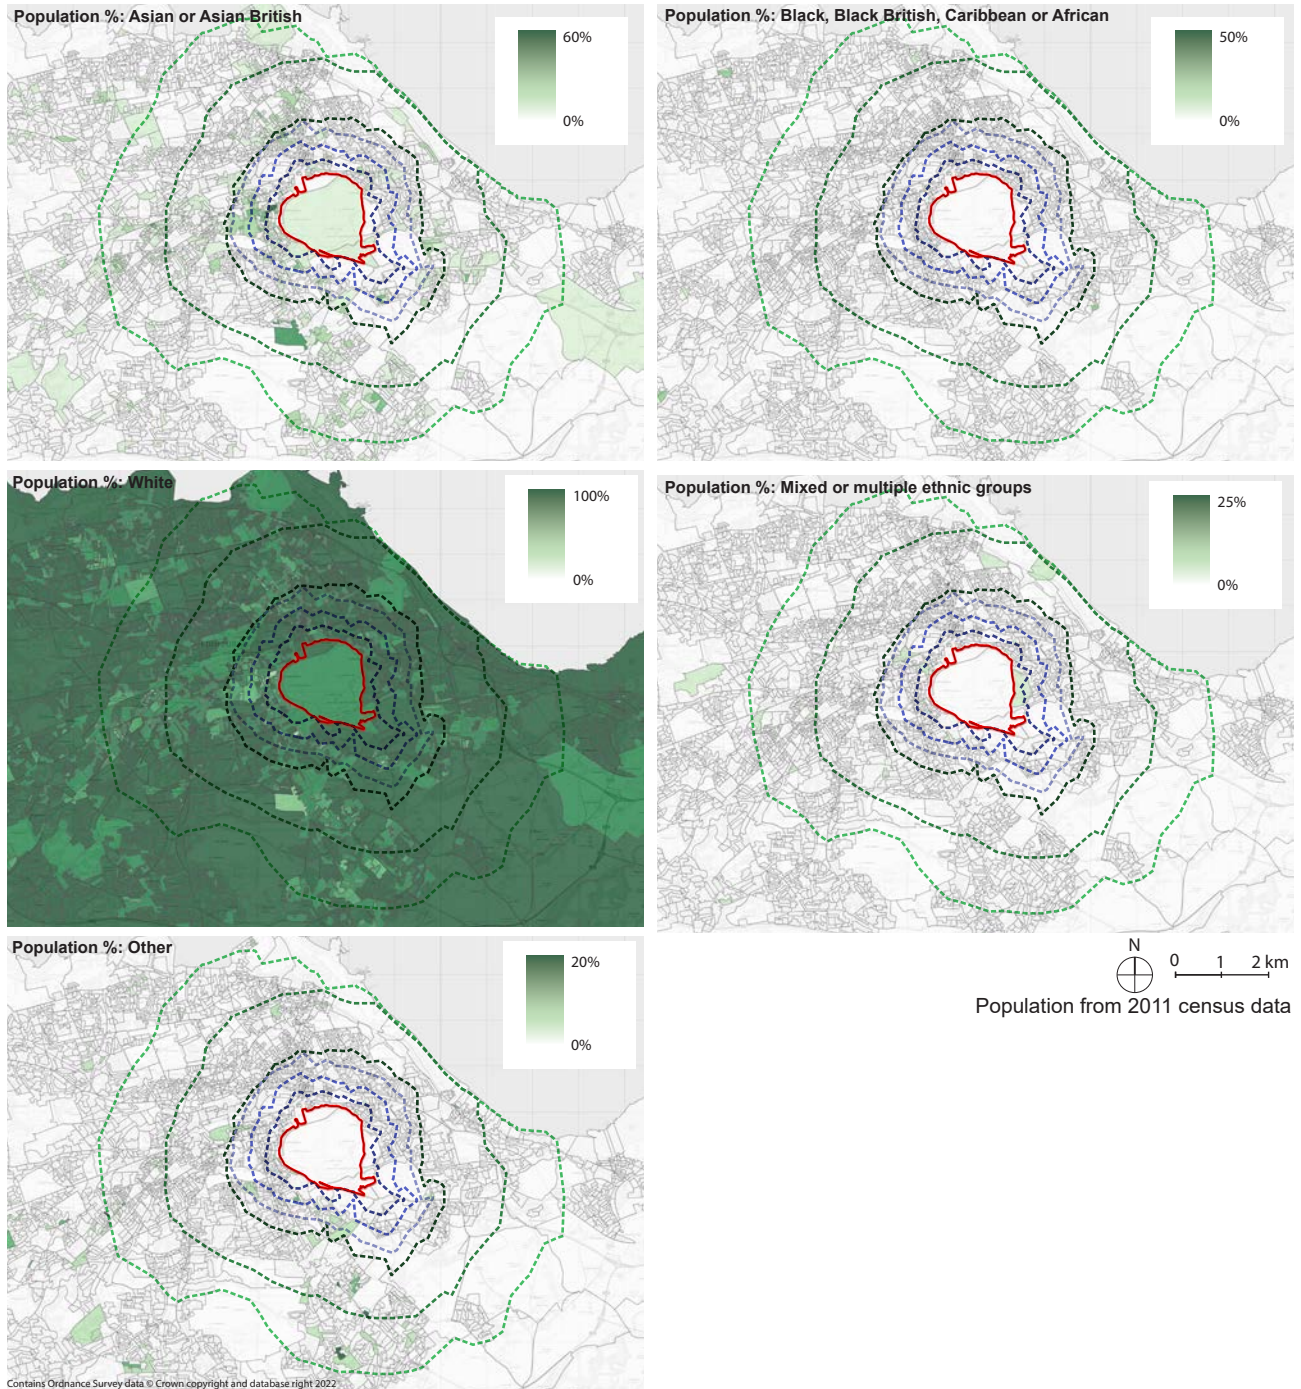 Population %: Asian or Asian British
60%
0%
Population %: Black, Black British, Caribbean or African
50%
0%
Population %: White
100%
0%
Population %: Mixed or multiple ethnic groups
25%
0%
Population %: Other
20%
0%
N
0 1 2 km
Population from 2011 census data
Contains Ordnance Survey data © Crown copyright and database right 2022